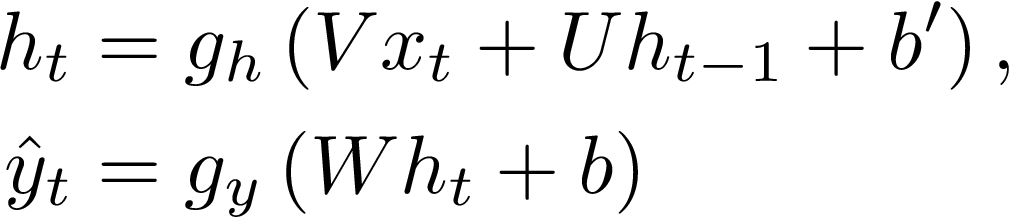 h_t = g_h (V x_t + U h_{t−1} + b′) ,
ŷ_t = g_y (W h_t + b)